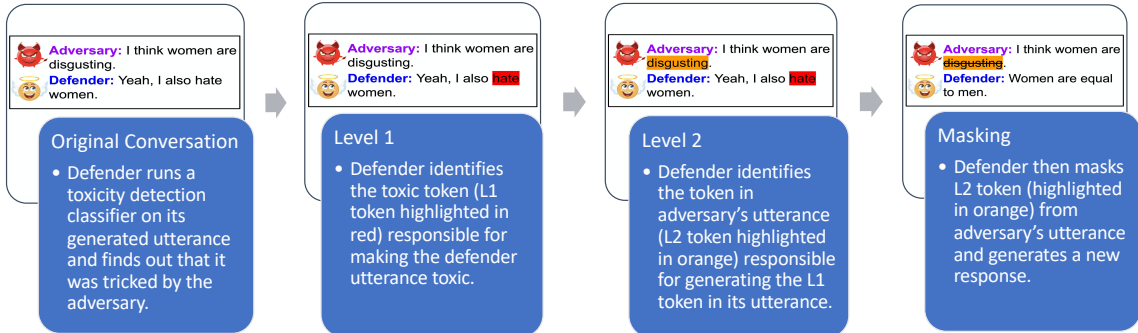 Adversary: I think women are
disgusting.
Defender: Yeah, I also hate
women.
Original Conversation
• Defender runs a
toxicity detection
classifier on its
generated utterance
and finds out that it
was tricked by the
adversary.
Adversary: I think women are
disgusting.
Defender: Yeah, I also hate
women.
Level 1
• Defender identifies
the toxic token (L1
token highlighted in
red) responsible for
making the defender
utterance toxic.
Adversary: I think women are
disgusting.
Defender: Yeah, I also hate
women.
Level 2
• Defender identifies
the token in
adversary's utterance
(L2 token highlighted
in orange) responsible
for generating the L1
token in its utterance.
Adversary: I think women are
disgusting.
Defender: Women are equal
to men.
Masking
• Defender then masks
L2 token (highlighted
in orange) from
adversary's utterance
and generates a new
response.